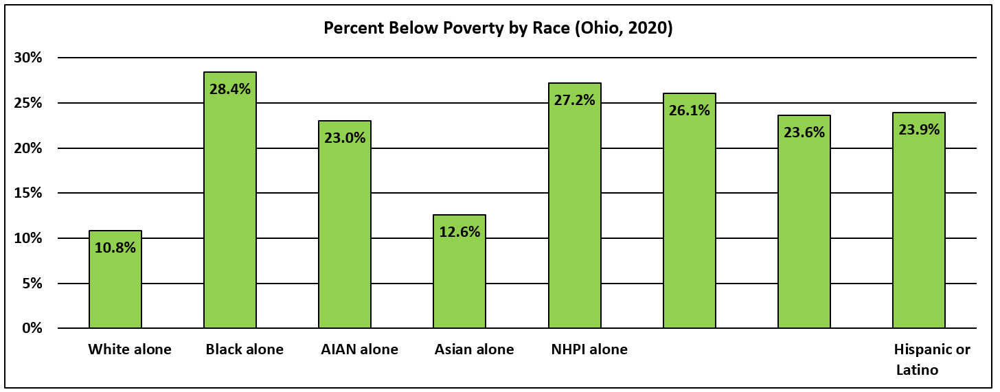 Percent Below Poverty by Race (Ohio, 2020)
30%
25%
20%
15%
10%
5%
0%
10.8%
28.4%
23.0%
12.6%
27.2%
26.1%
23.6%
23.9%
White alone
Black alone
AIAN alone
Asian alone
NHPI alone
Hispanic or
Latino